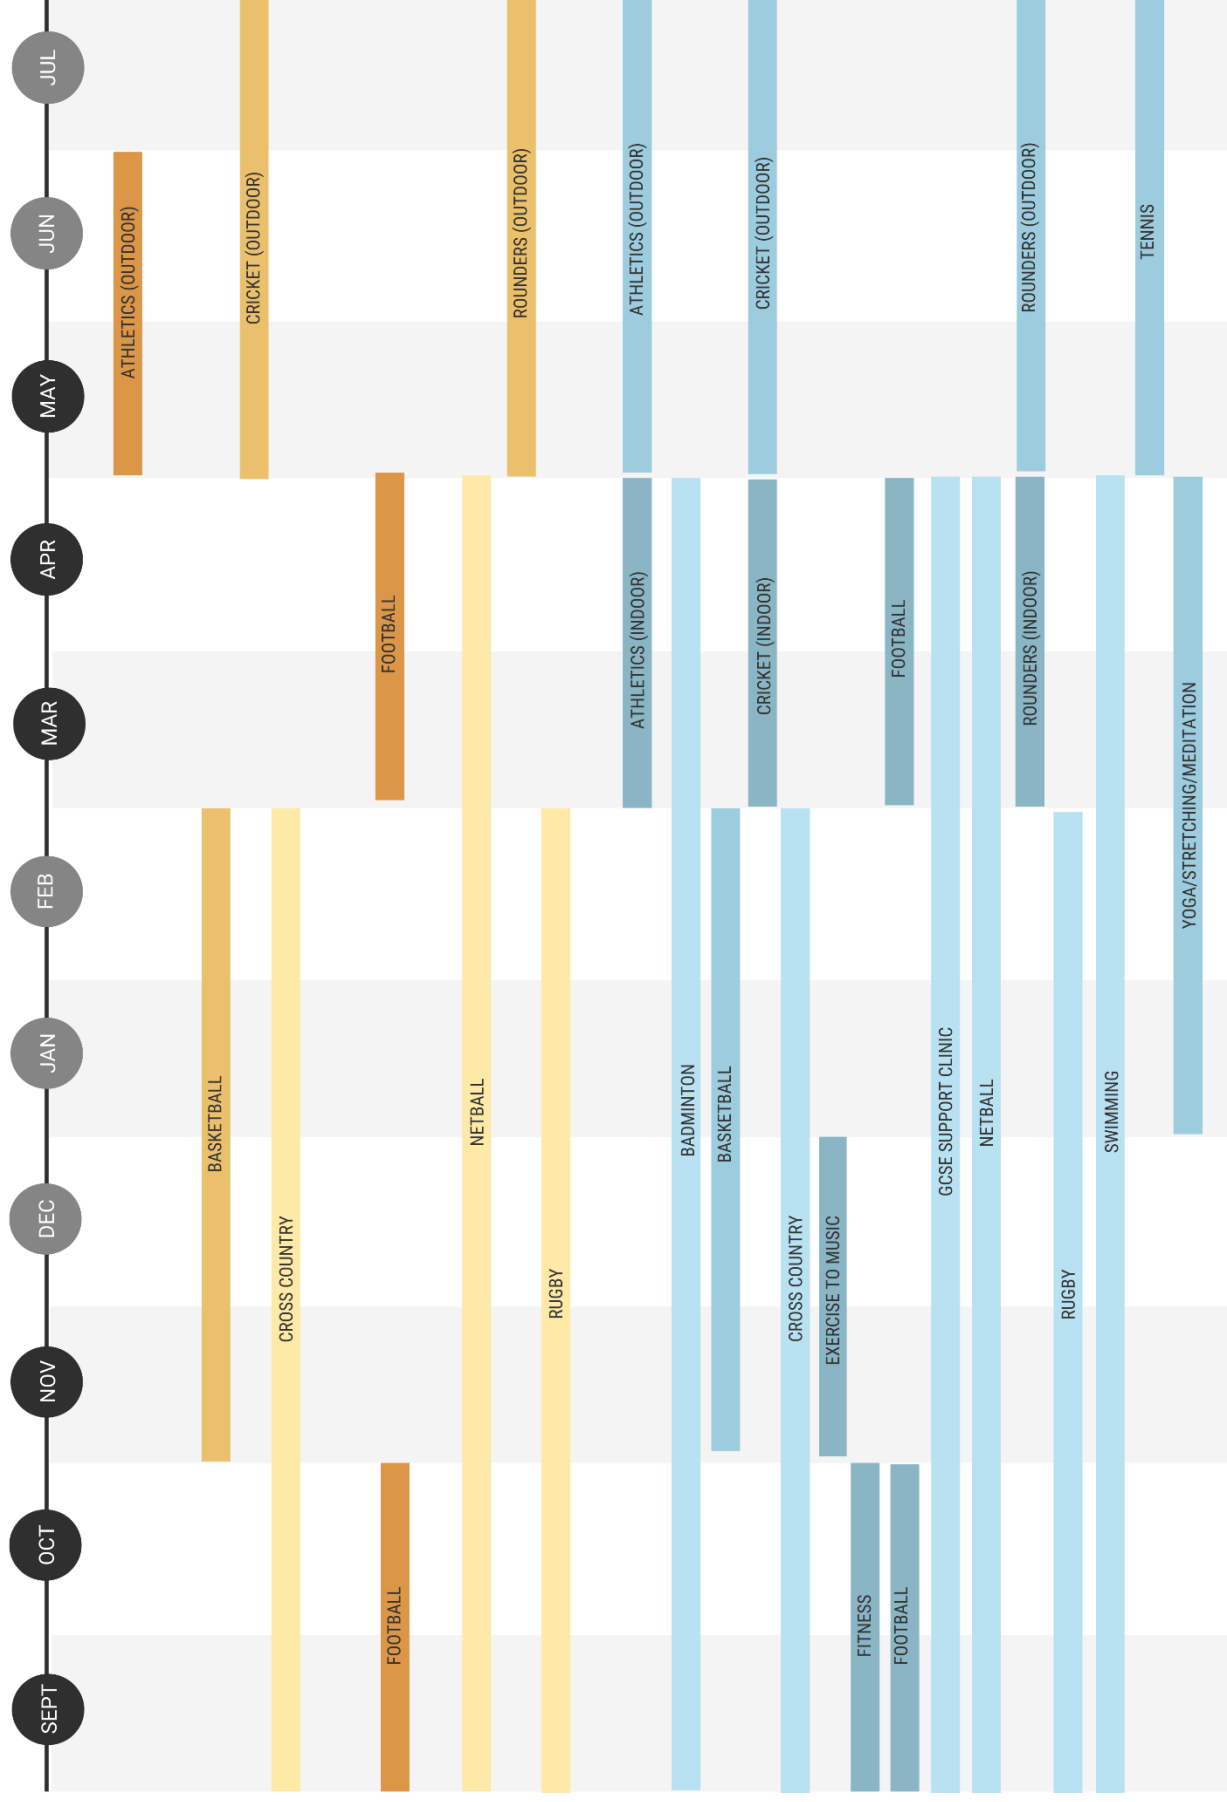 SEPT
OCT
NOV
DEC
JAN
FEB
MAR
APR
MAY
JUN
JUL
ATHLETICS (OUTDOOR)
BASKETBALL
CRICKET (OUTDOOR)
CROSS COUNTRY
FOOTBALL
FOOTBALL
NETBALL
ROUNDERS (OUTDOOR)
RUGBY
ATHLETICS (INDOOR)
ATHLETICS (OUTDOOR)
BADMINTON
BASKETBALL
CRICKET (INDOOR)
CRICKET (OUTDOOR)
CROSS COUNTRY
EXERCISE TO MUSIC
FITNESS
FOOTBALL
FOOTBALL
GCSE SUPPORT CLINIC
NETBALL
ROUNDERS (INDOOR)
ROUNDERS (OUTDOOR)
RUGBY
SWIMMING
TENNIS
YOGA/STRETCHING/MEDITATION